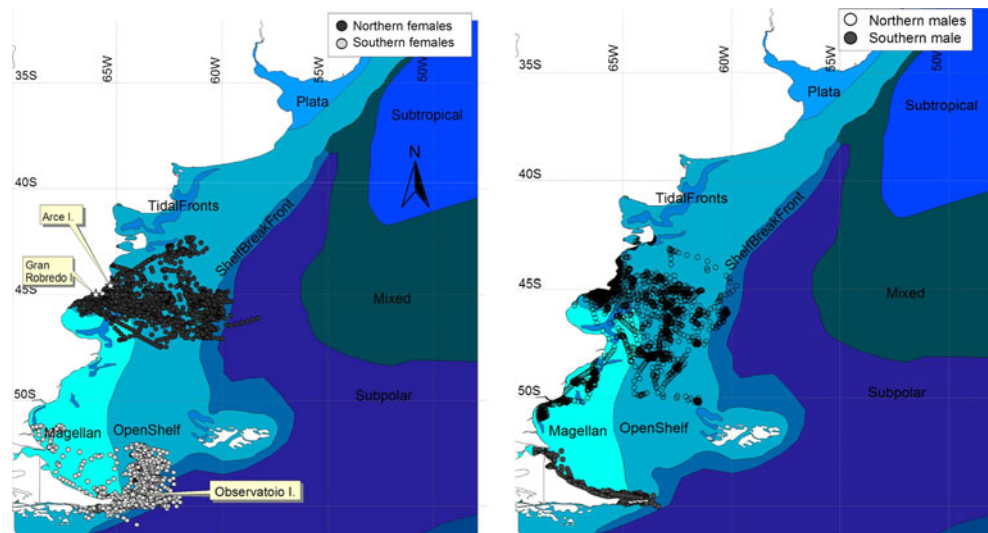 Northern females
Southern females
35S
65W
60W
55W
50W
Plata
Subtropical
N
40S
TidalFronts
Arce I.
ShelfBreakFront
Gran
Robredo I.
45S
Mixed
50S
Subpolar
Magellan
OpenShelf
Observatoio I.
Northern males
Southern male
35S
65W
60W
55W
50W
Plata
Subtropical
40S
TidalFronts
ShelfBreakFront
45S
Mixed
50S
Subpolar
Magellan
OpenShelf